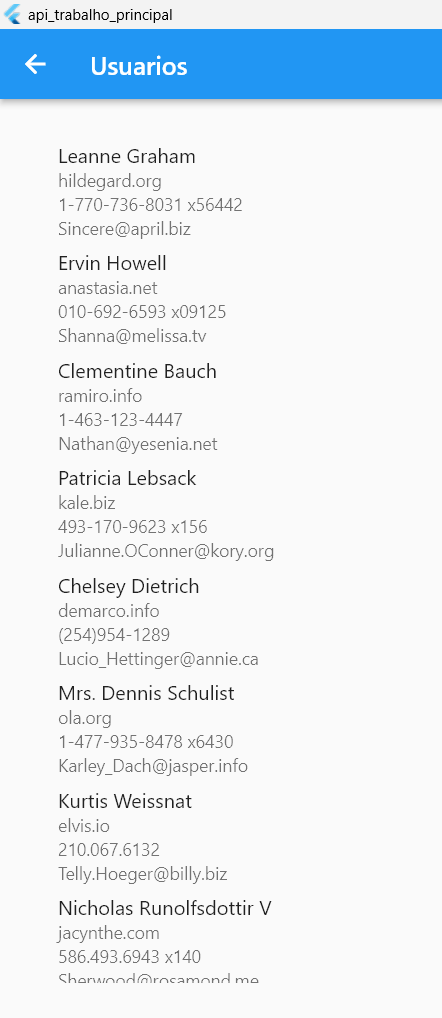 api_trabalho_principal
Usuarios
Leanne Graham
hildegard.org
1-770-736-8031 x56442
Sincere@april.biz
Ervin Howell
anastasia.net
010-692-6593 x09125
Shanna@melissa.tv
Clementine Bauch
ramiro.info
1-463-123-4447
Nathan@yesenia.net
Patricia Lebsack
kale.biz
493-170-9623 x156
Julianne.OConner@kory.org
Chelsey Dietrich
demarco.info
(254)954-1289
Lucio_Hettinger@annie.ca
Mrs. Dennis Schulist
ola.org
1-477-935-8478 x6430
Karley_Dach@jasper.info
Kurtis Weissnat
elvis.io
210.067.6132
Telly.Hoeger@billy.biz
Nicholas Runolfsdottir V
jacynthe.com
586.493.6943 x140
Sherwood@rosamond.me